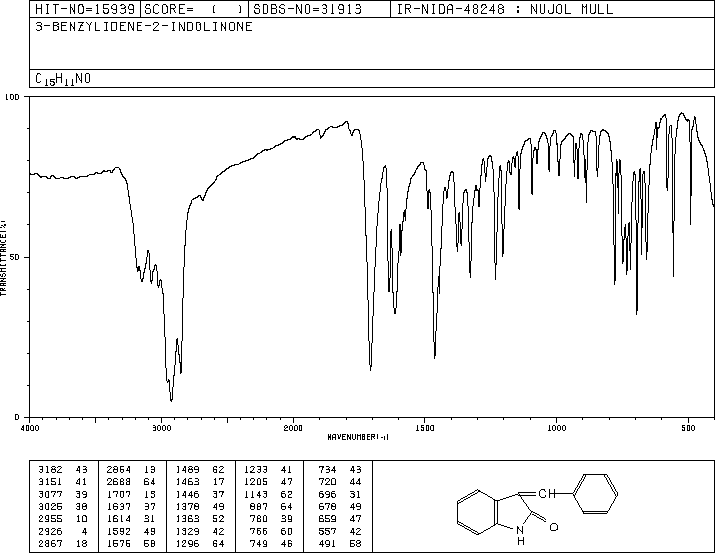 HIT-NO=15939 SCORE= ( ) SDBS-NO=31913 IR-NIDA-48248 : NUJOL MULL
3-BENZYLIDENE-2-INDOLINONE
C15H11NO
100
50
0
TRANSMITTANCE(%)
4000 3000 2000 1500 1000 500
WAVENUMBER(-1)
3182 43 2854 13 1489 62 1233 41 734 43
3151 41 2688 64 1463 17 1205 47 720 44
3077 39 1707 13 1446 37 1143 62 696 31
3025 38 1637 37 1378 49 887 64 678 49
2955 10 1614 31 1363 52 780 39 659 47
2926 4 1592 49 1329 42 766 60 557 42
2867 18 1576 58 1296 64 749 46 491 58
CH
O
N
H